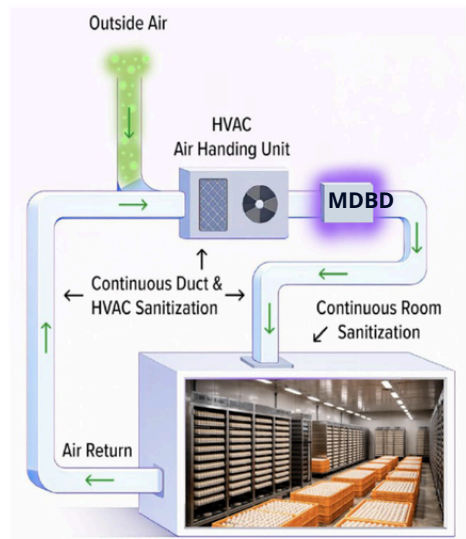 Outside Air
HVAC
Air Handing Unit
MDBD
Continuous Duct &
HVAC Sanitization
Continuous Room
Sanitization
Air Return